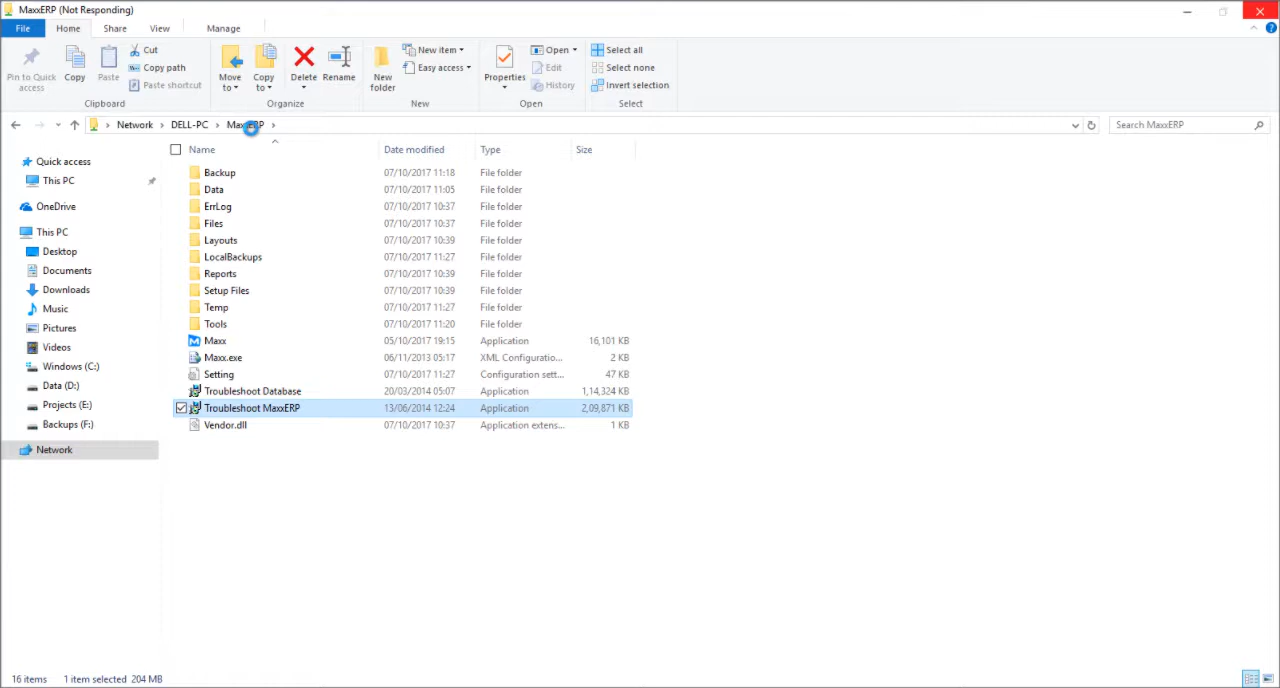 MaxxERP (Not Responding)
File Home Share View Manage
Pin to Quick access
Copy
Paste
Cut
Copy path
Paste shortcut
Clipboard
Move to
Copy to
Delete
Rename
Organize
New folder
New item
Easy access
New
Properties
Open
Edit
History
Open
Select all
Select none
Invert selection
Select
Network DELL-PC MaxxERP
Search MaxxERP
Quick access
This PC
OneDrive
This PC
Desktop
Documents
Downloads
Music
Pictures
Videos
Windows (C:)
Data (D:)
Projects (E:)
Backups (F:)
Network
Name Date modified Type Size
Backup 07/10/2017 11:18 File folder
Data 07/10/2017 11:05 File folder
ErrLog 07/10/2017 10:37 File folder
Files 07/10/2017 10:37 File folder
Layouts 07/10/2017 10:39 File folder
LocalBackups 07/10/2017 11:27 File folder
Reports 07/10/2017 10:39 File folder
Setup Files 07/10/2017 10:39 File folder
Temp 07/10/2017 11:27 File folder
Tools 07/10/2017 11:20 File folder
Maxx 05/10/2017 19:15 Application 16,101 KB
Maxx.exe 06/11/2013 05:17 XML Configuratio... 2 KB
Setting 07/10/2017 11:27 Configuration sett... 47 KB
Troubleshoot Database 20/03/2014 05:07 Application 1,14,324 KB
Troubleshoot MaxxERP 13/06/2014 12:24 Application 2,09,871 KB
Vendor.dll 07/10/2017 10:37 Application extens... 1 KB
16 items 1 item selected 204 MB